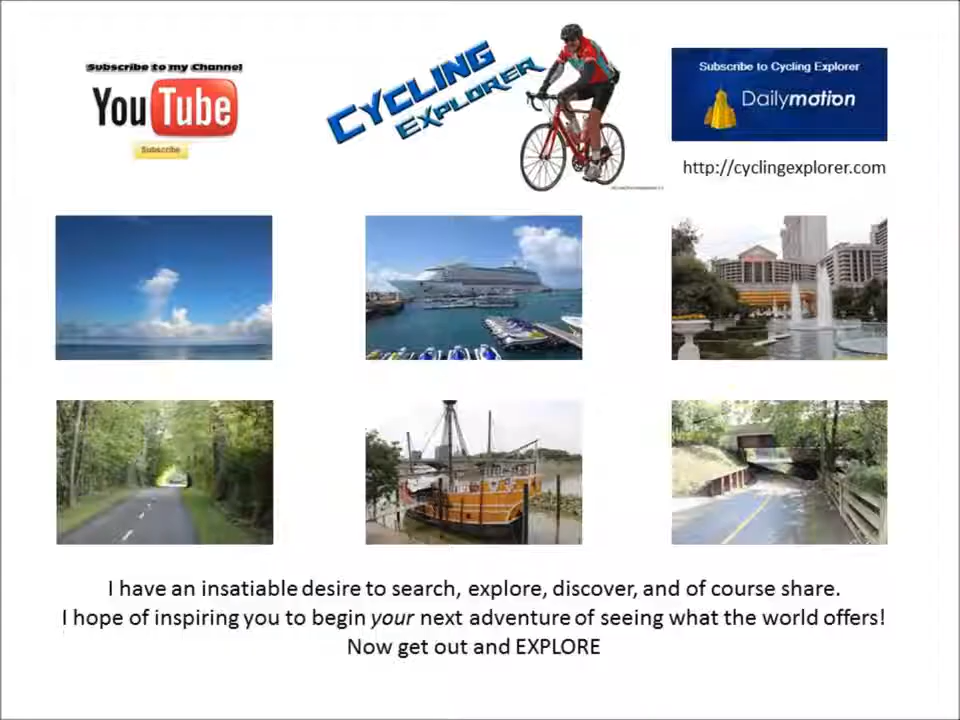 Subscribe to my Channel
YouTube
Subscribe
CYCLING
EXPLORER
Subscribe to Cycling Explorer
Dailymotion
http://cyclingexplorer.com
I have an insatiable desire to search, explore, discover, and of course share.
I hope of inspiring you to begin your next adventure of seeing what the world offers!
Now get out and EXPLORE